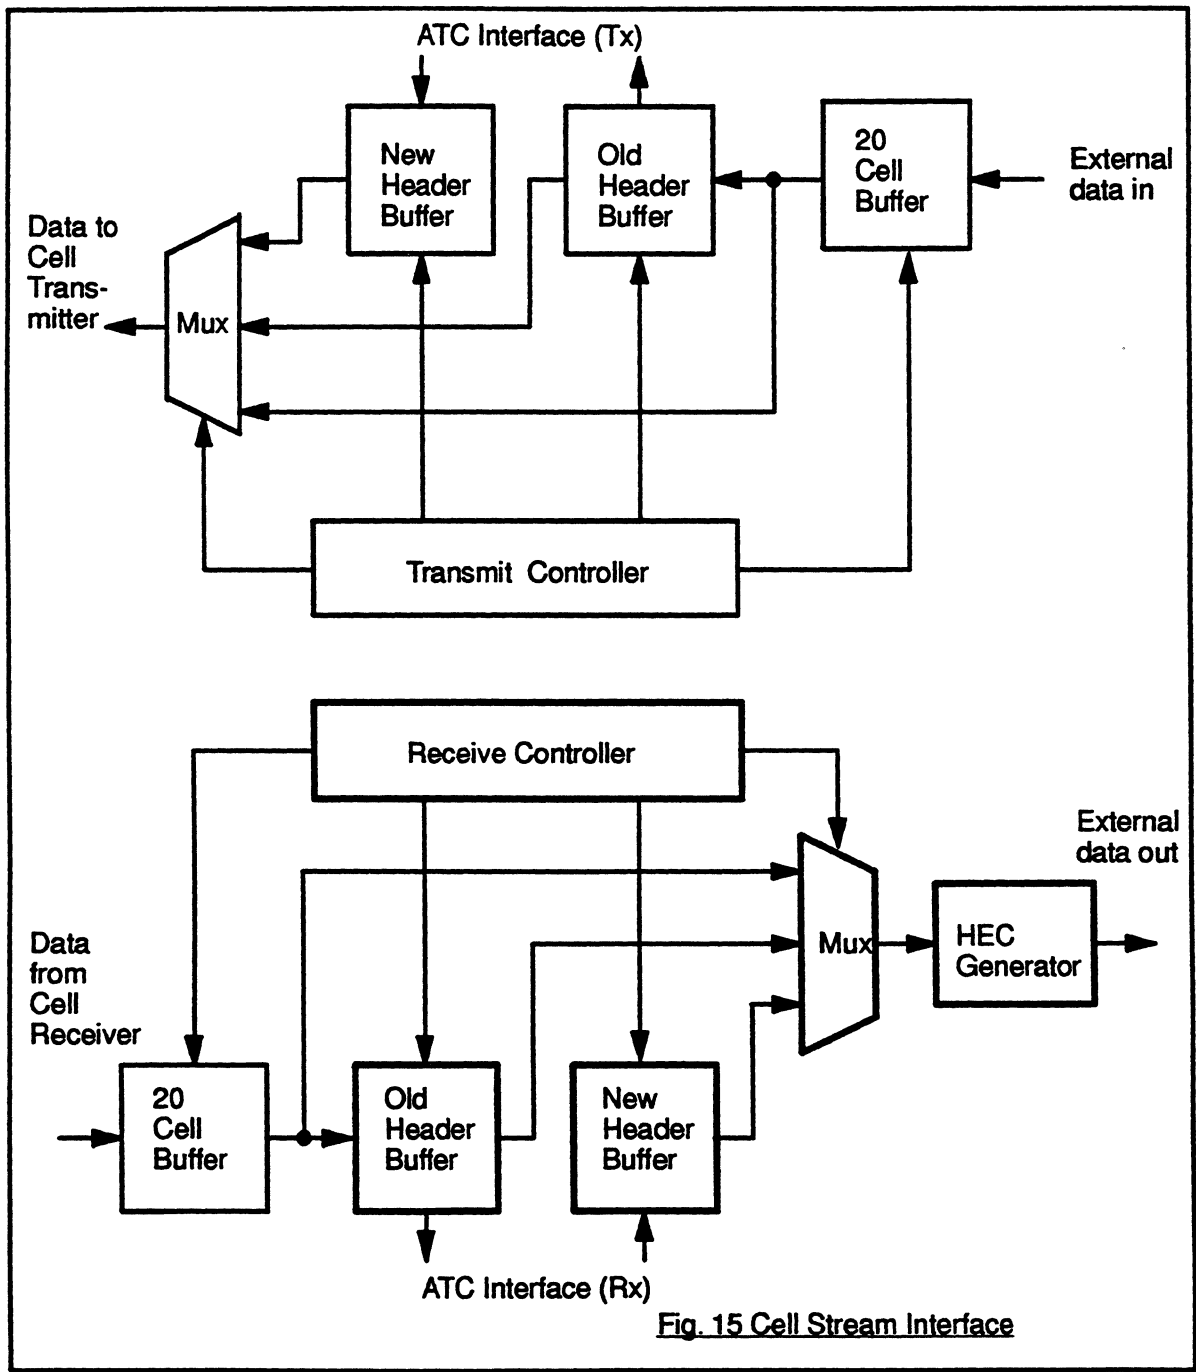 ATC Interface (Tx)
New
Header
Buffer
Old
Header
Buffer
20
Cell
Buffer
External
data in
Data to
Cell
Trans-
mitter
Mux
Transmit Controller
Receive Controller
External
data out
Mux
HEC
Generator
Data
from
Cell
Receiver
20
Cell
Buffer
Old
Header
Buffer
New
Header
Buffer
ATC Interface (Rx)
Fig. 15 Cell Stream Interface